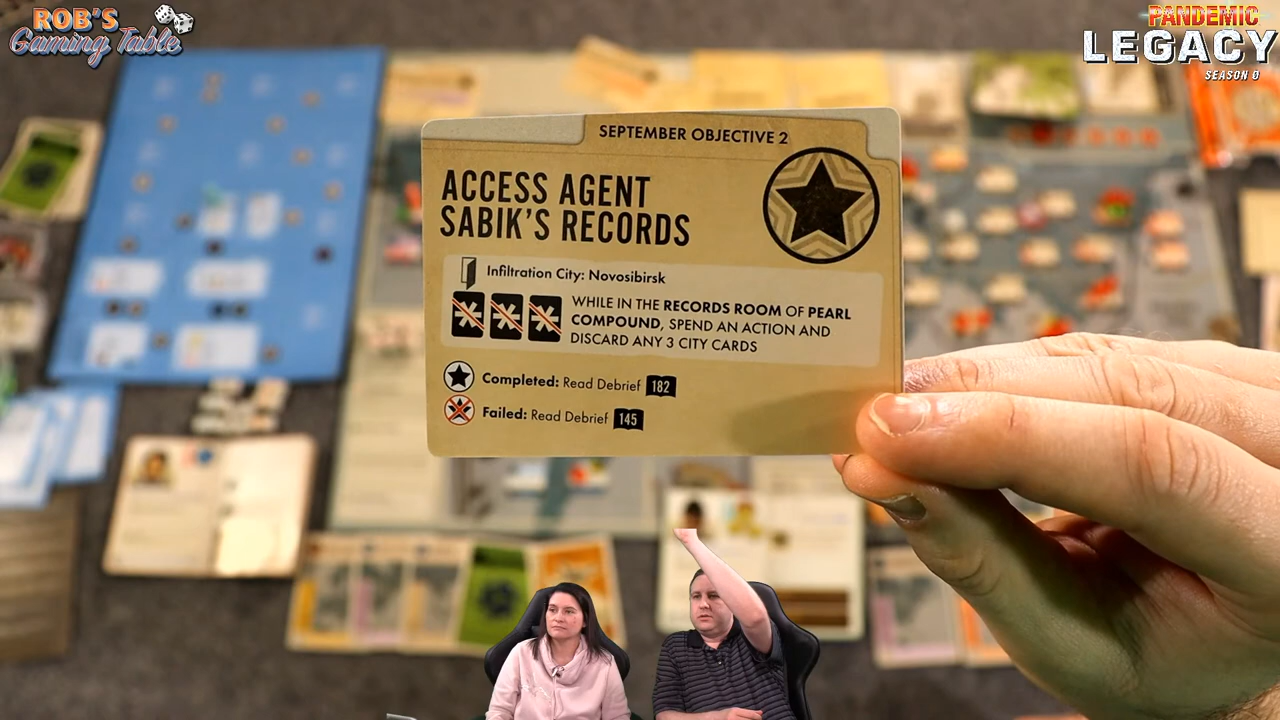 ROB'S
Gaming Table
PANDEMIC
LEGACY
SEASON 0
SEPTEMBER OBJECTIVE 2
ACCESS AGENT
SABIK'S RECORDS
Infiltration City: Novosibirsk
WHILE IN THE RECORDS ROOM OF PEARL
COMPOUND, SPEND AN ACTION AND
DISCARD ANY 3 CITY CARDS
Completed: Read Debrief 182
Failed: Read Debrief 145